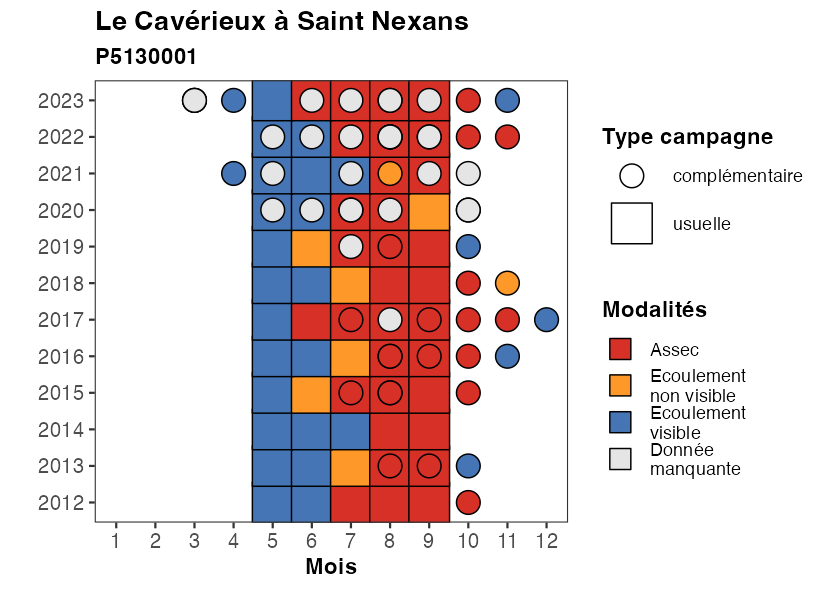 Le Cavérieux à Saint Nexans
P5130001
2023
2022
2021
2020
2019
2018
2017
2016
2015
2014
2013
2012
1 2 3 4 5 6 7 8 9 10 11 12
Mois
Type campagne
complémentaire
usuelle
Modalités
Assec
Ecoulement
non visible
Ecoulement
visible
Donnée
manquante